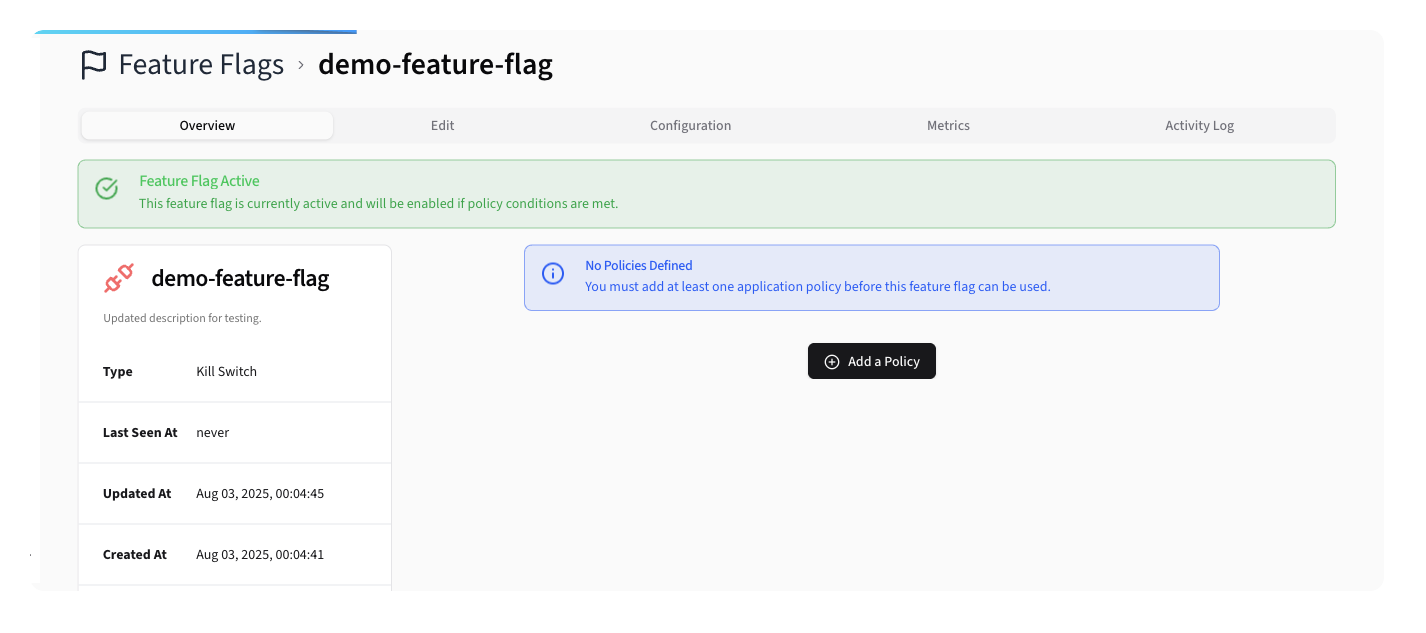 Feature Flags › demo-feature-flag
Overview Edit Configuration Metrics Activity Log
Feature Flag Active
This feature flag is currently active and will be enabled if policy conditions are met.
demo-feature-flag
Updated description for testing.
Type Kill Switch
Last Seen At never
Updated At Aug 03, 2025, 00:04:45
Created At Aug 03, 2025, 00:04:41
No Policies Defined
You must add at least one application policy before this feature flag can be used.
Add a Policy